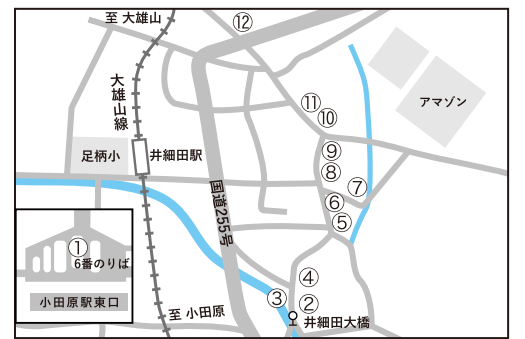 至 大雄山
⑫
大雄山線
⑪
⑩
アマゾン
足柄小
井細田駅
⑨
⑧
⑦
国道255号
⑥
⑤
①
6番のりば
小田原駅東口
④
③
②
至 小田原
井細田大橋